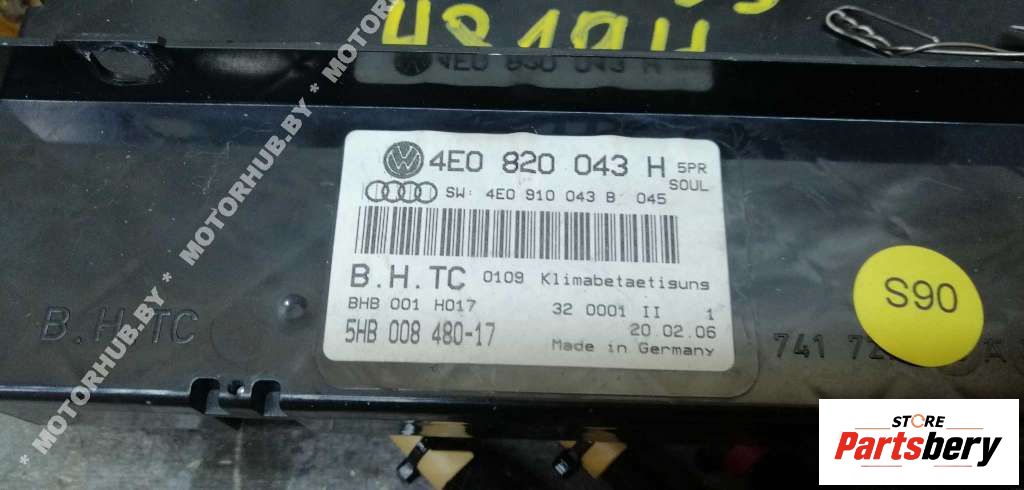 4E0 820 043 H
4E0 820 043 H 5PR
SOUL
SW: 4E0 910 043 B 045
B.H.TC 0109 Klimabetaetisuns
BHB 001 H017 32 0001 II 1
5HB 008 480-17 20.02.06
Made in Germany
B.H.TC
S90
741 72
* MOTORHUB.BY * MOTORHUB.BY *
STORE
Partsbery